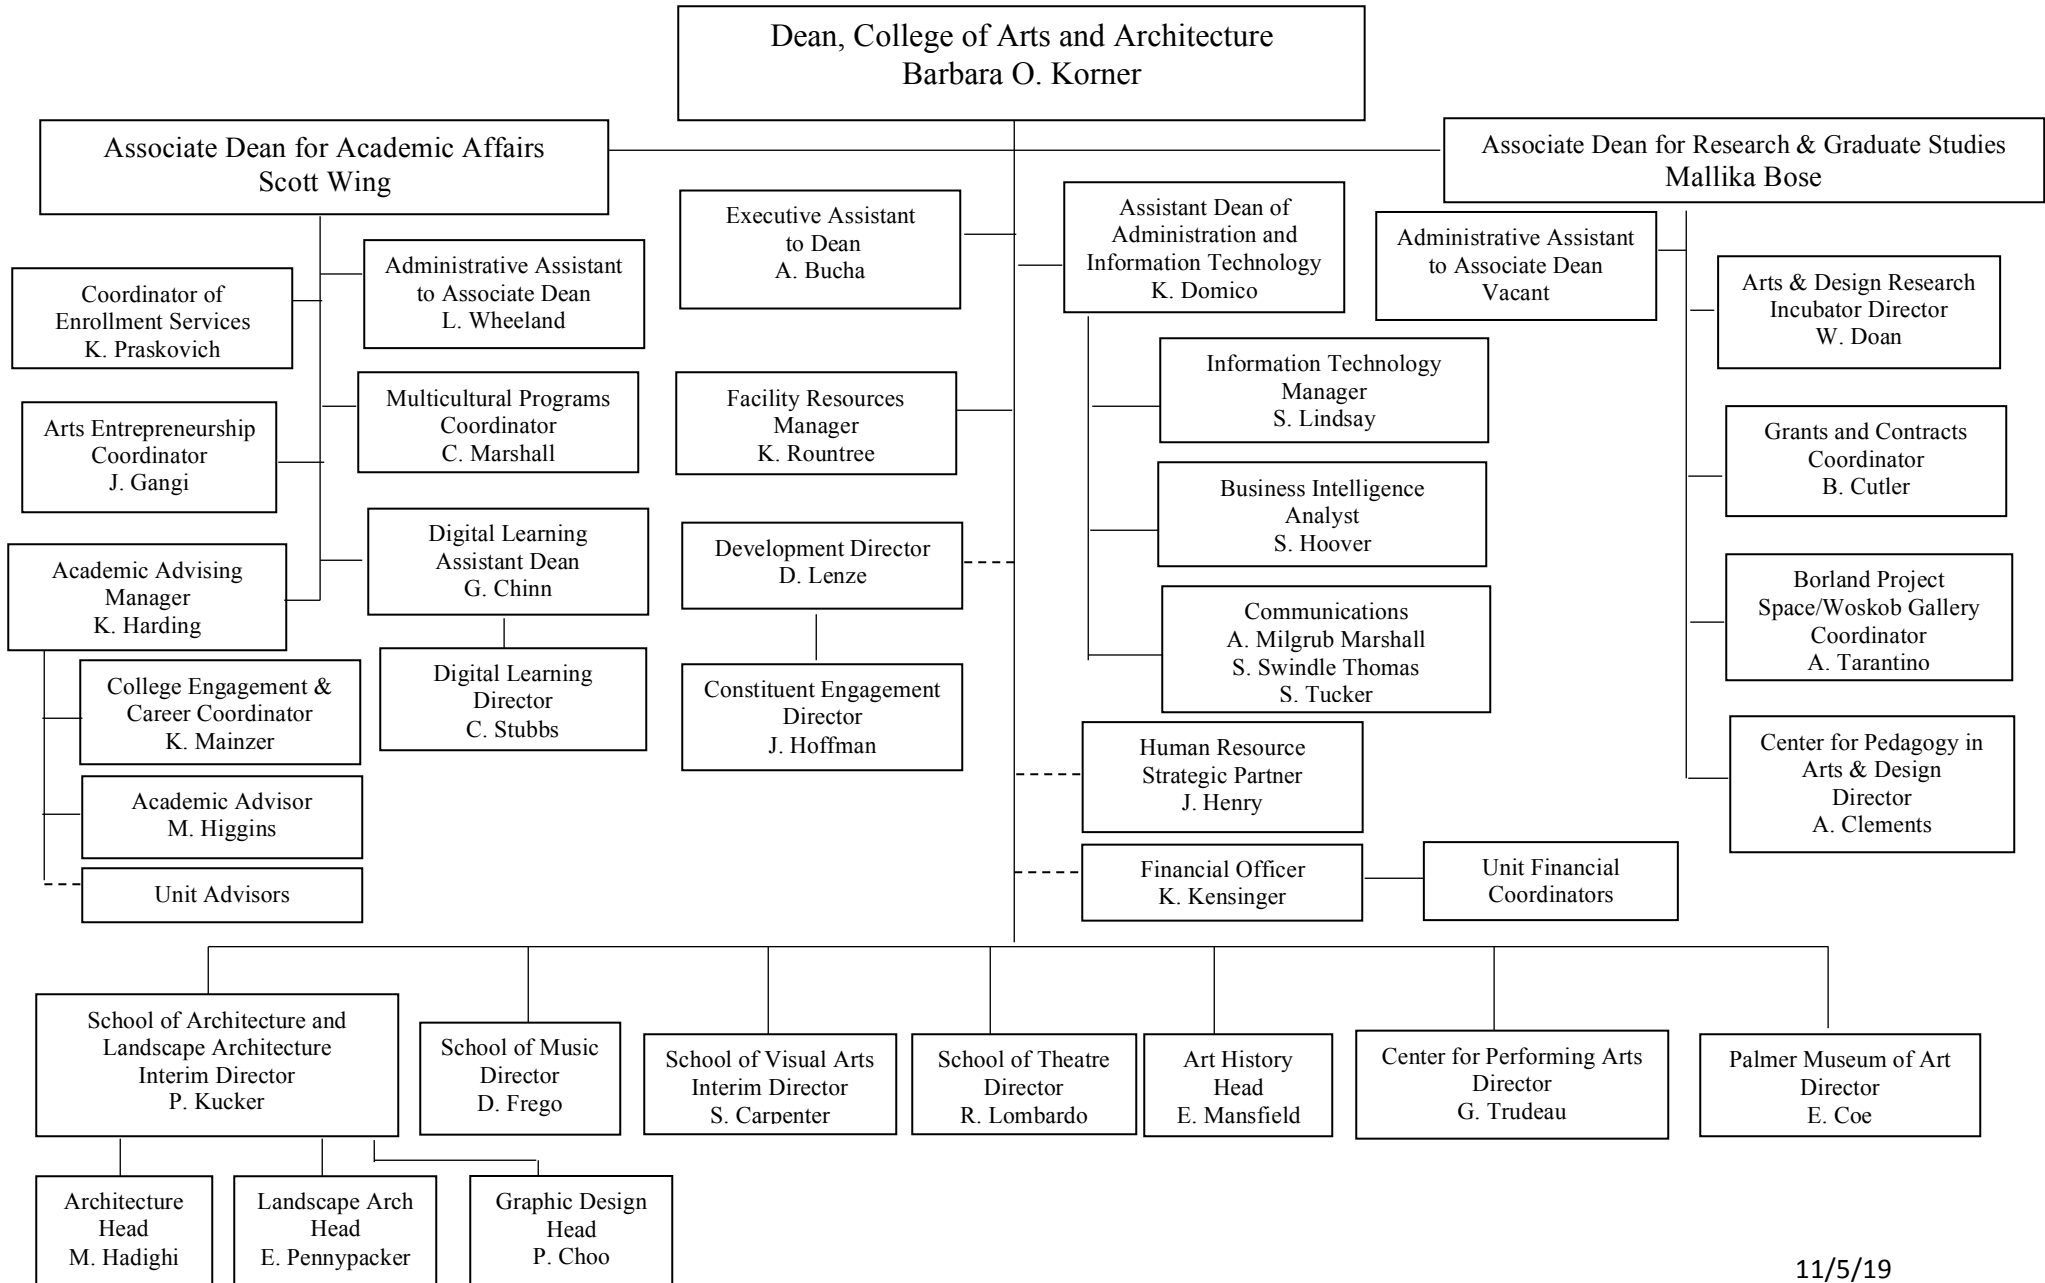 Dean, College of Arts and Architecture
Barbara O. Korner
Associate Dean for Academic Affairs
Scott Wing
Associate Dean for Research & Graduate Studies
Mallika Bose
Executive Assistant
to Dean
A. Bucha
Assistant Dean of
Administration and
Information Technology
K. Domico
Administrative Assistant
to Associate Dean
Vacant
Coordinator of
Enrollment Services
K. Praskovich
Administrative Assistant
to Associate Dean
L. Wheeland
Arts & Design Research
Incubator Director
W. Doan
Information Technology
Manager
S. Lindsay
Arts Entrepreneurship
Coordinator
J. Gangi
Multicultural Programs
Coordinator
C. Marshall
Facility Resources
Manager
K. Rountree
Grants and Contracts
Coordinator
B. Cutler
Business Intelligence
Analyst
S. Hoover
Academic Advising
Manager
K. Harding
Digital Learning
Assistant Dean
G. Chinn
Development Director
D. Lenze
Borland Project
Space/Woskob Gallery
Coordinator
A. Tarantino
Communications
A. Milgrub Marshall
S. Swindle Thomas
S. Tucker
College Engagement &
Career Coordinator
K. Mainzer
Digital Learning
Director
C. Stubbs
Constituent Engagement
Director
J. Hoffman
Human Resource
Strategic Partner
J. Henry
Center for Pedagogy in
Arts & Design
Director
A. Clements
Academic Advisor
M. Higgins
Unit Advisors
Financial Officer
K. Kensinger
Unit Financial
Coordinators
School of Architecture and
Landscape Architecture
Interim Director
P. Kucker
School of Music
Director
D. Frego
School of Visual Arts
Interim Director
S. Carpenter
School of Theatre
Director
R. Lombardo
Art History
Head
E. Mansfield
Center for Performing Arts
Director
G. Trudeau
Palmer Museum of Art
Director
E. Coe
Architecture
Head
M. Hadighi
Landscape Arch
Head
E. Pennypacker
Graphic Design
Head
P. Choo
11/5/19